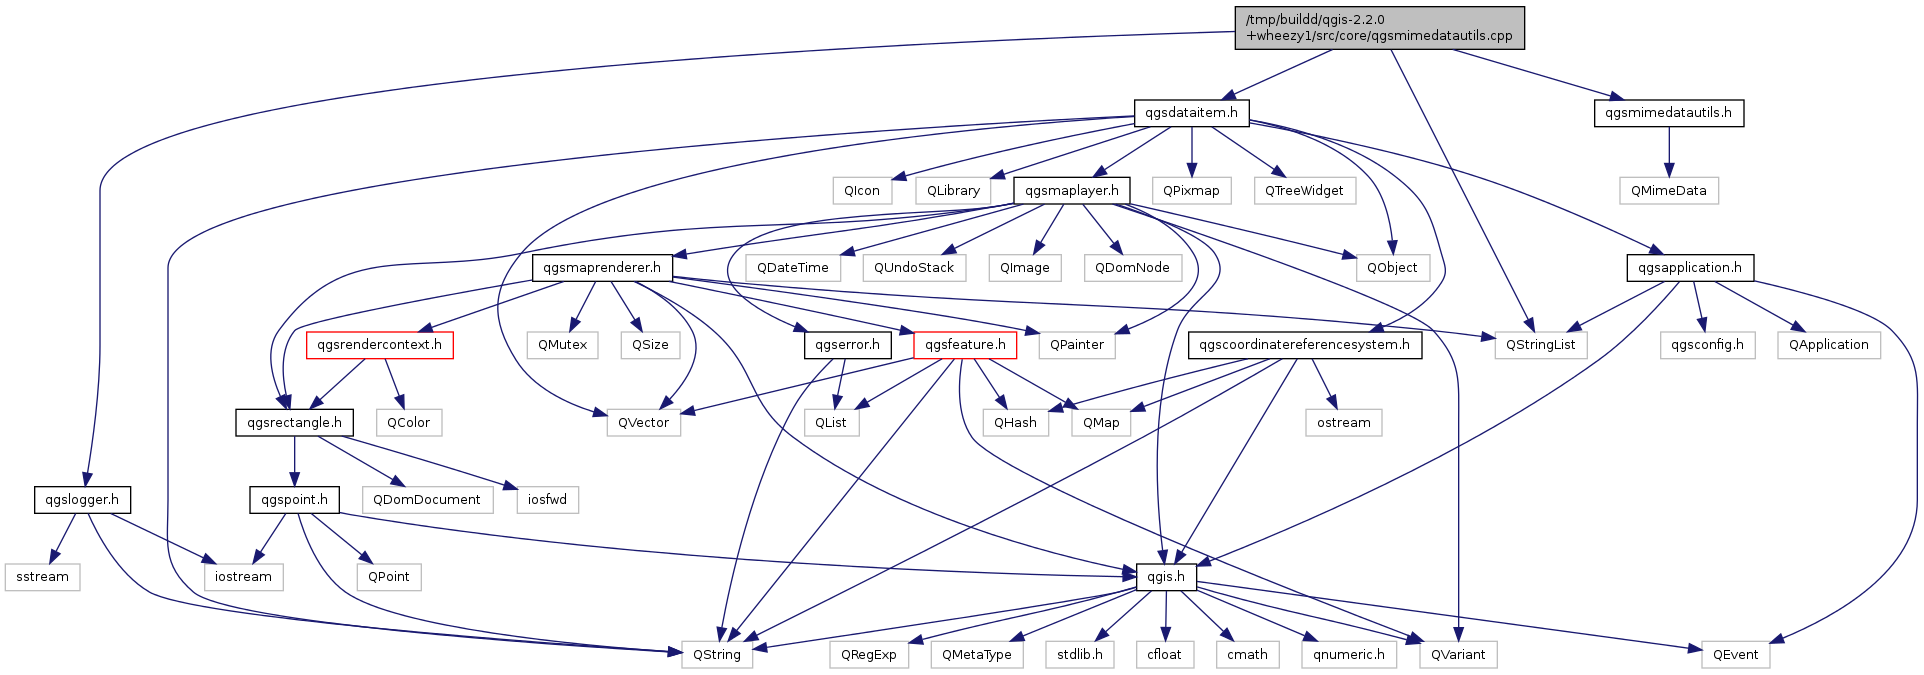 /tmp/buildd/qgis-2.2.0
+wheezy1/src/core/qgsmimedatautils.cpp
qgsdataitem.h
qgsmimedatautils.h
QIcon
QLibrary
qgsmaplayer.h
QPixmap
QTreeWidget
QMimeData
qgsmaprenderer.h
QDateTime
QUndoStack
QImage
QDomNode
QObject
qgsapplication.h
qgsrendercontext.h
QMutex
QSize
qgserror.h
qgsfeature.h
QPainter
qgscoordinatereferencesystem.h
QStringList
qgsconfig.h
QApplication
qgsrectangle.h
QColor
QVector
QList
QHash
QMap
ostream
qgslogger.h
qgspoint.h
QDomDocument
iosfwd
sstream
iostream
QPoint
qgis.h
QString
QRegExp
QMetaType
stdlib.h
cfloat
cmath
qnumeric.h
QVariant
QEvent